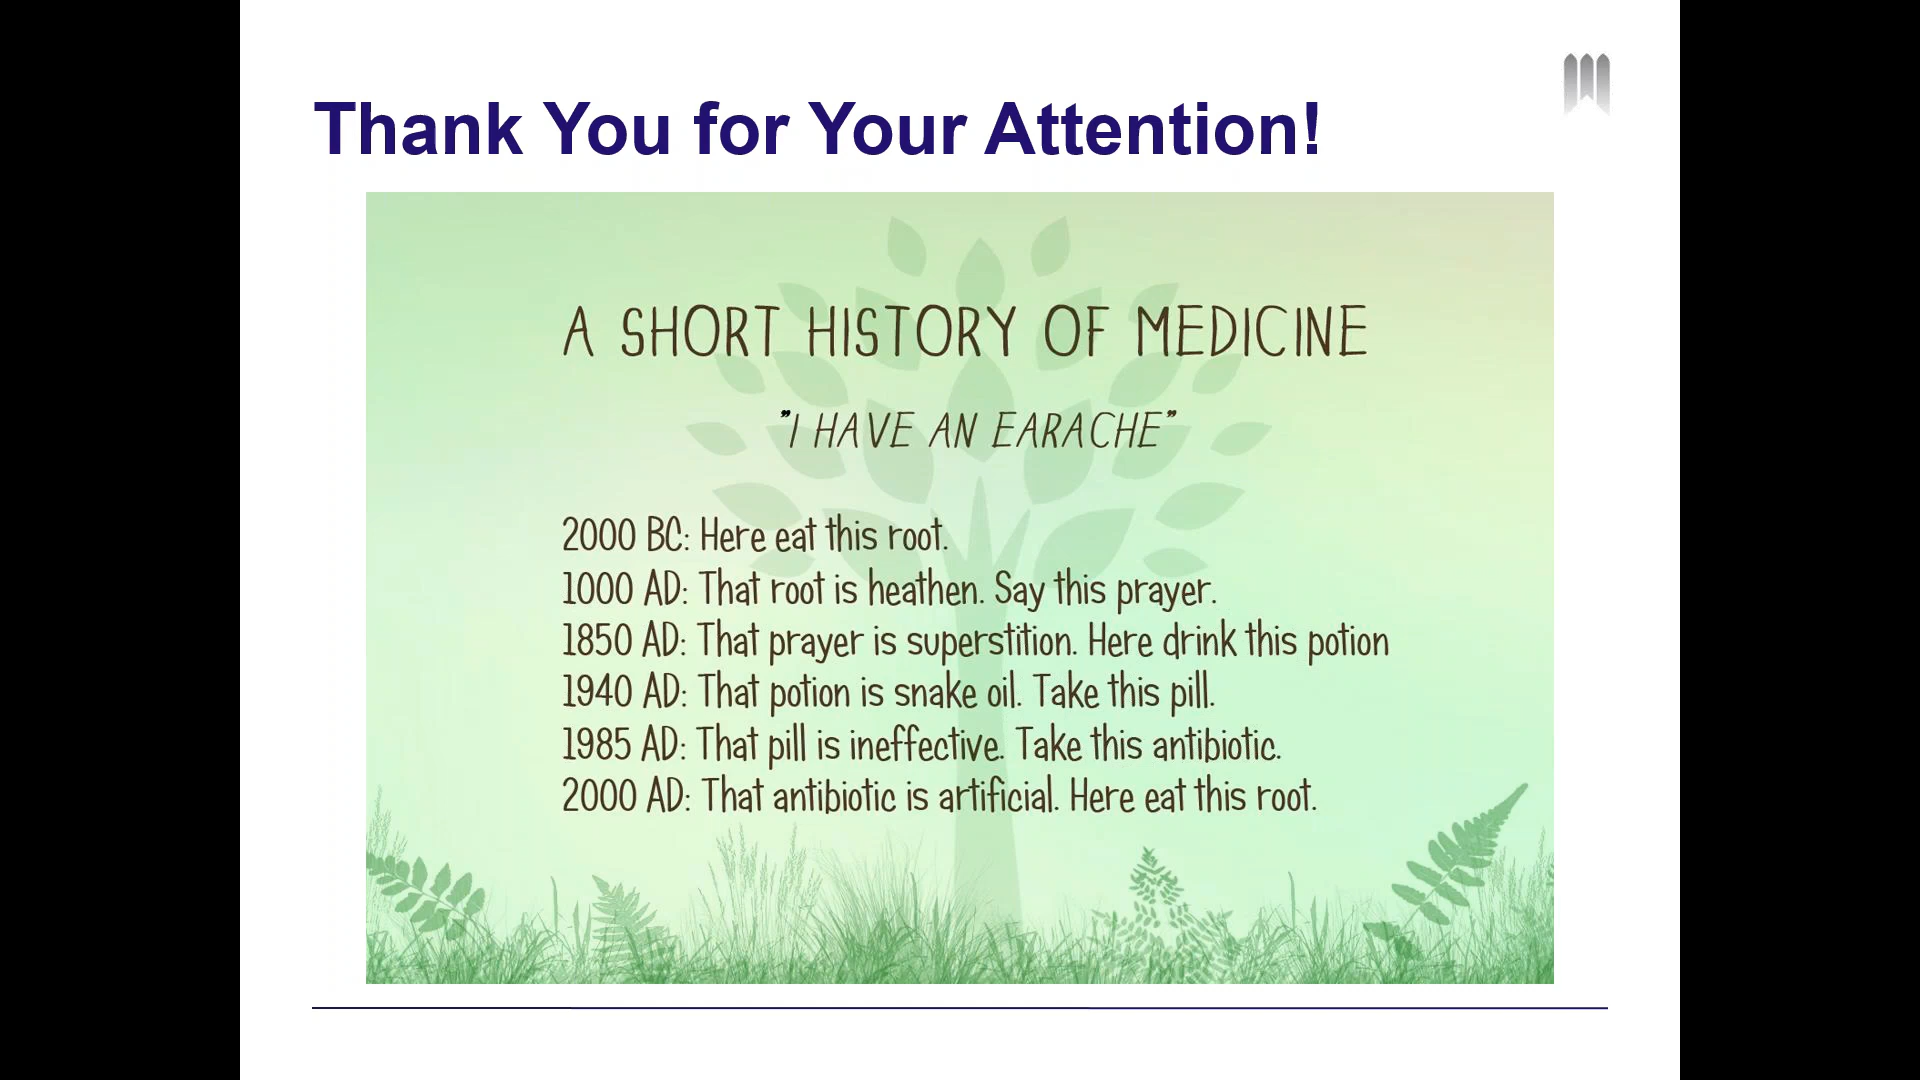 Thank You for Your Attention!
A SHORT HISTORY OF MEDICINE
"I HAVE AN EARACHE"
2000 BC: Here eat this root.
1000 AD: That root is heathen. Say this prayer.
1850 AD: That prayer is superstition. Here drink this potion
1940 AD: That potion is snake oil. Take this pill.
1985 AD: That pill is ineffective. Take this antibiotic.
2000 AD: That antibiotic is artificial. Here eat this root.